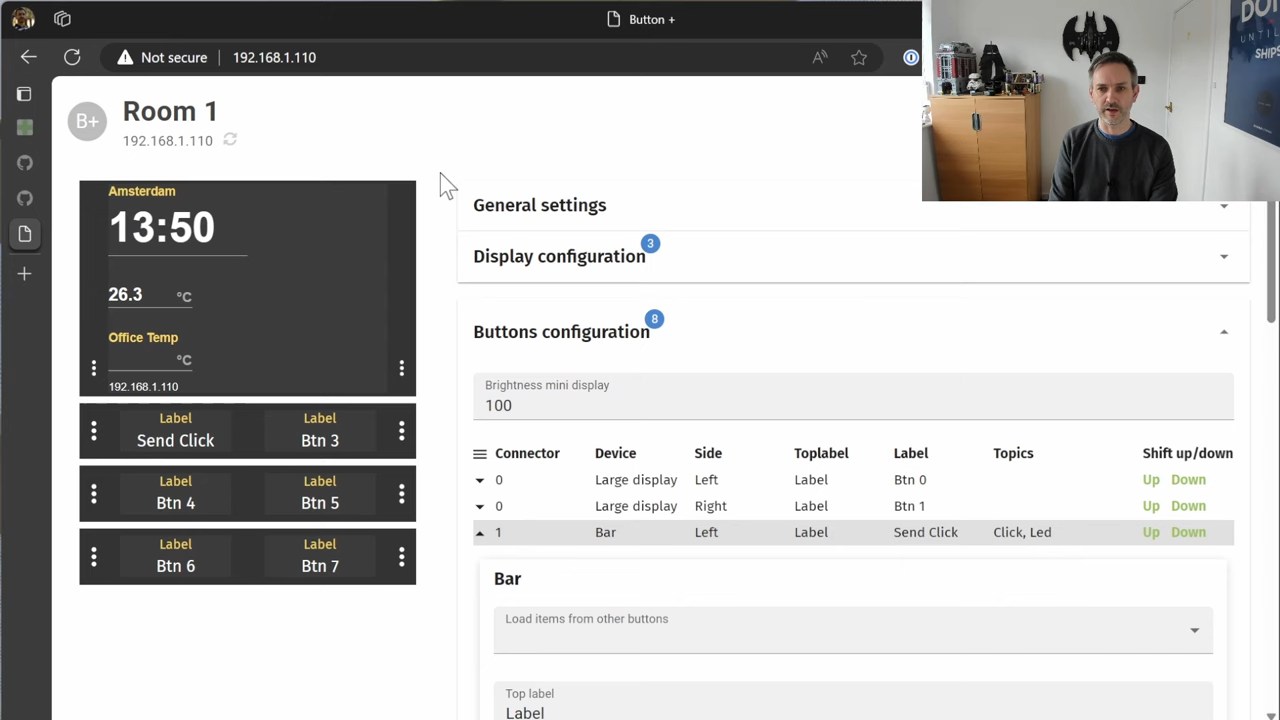 Button +
Not secure
192.168.1.110
B+
Room 1
192.168.1.110
Amsterdam
13:50
26.3 °C
Office Temp
°C
192.168.1.110
Label Label
Send Click Btn 3
Label Label
Btn 4 Btn 5
Label Label
Btn 6 Btn 7
General settings
Display configuration 3
Buttons configuration 8
Brightness mini display
100
Connector Device Side Toplabel Label Topics Shift up/down
0 Large display Left Label Btn 0 Up Down
0 Large display Right Label Btn 1 Up Down
1 Bar Left Label Send Click Click, Led Up Down
Bar
Load items from other buttons
Top label
Label
UNTIL
SHIPS